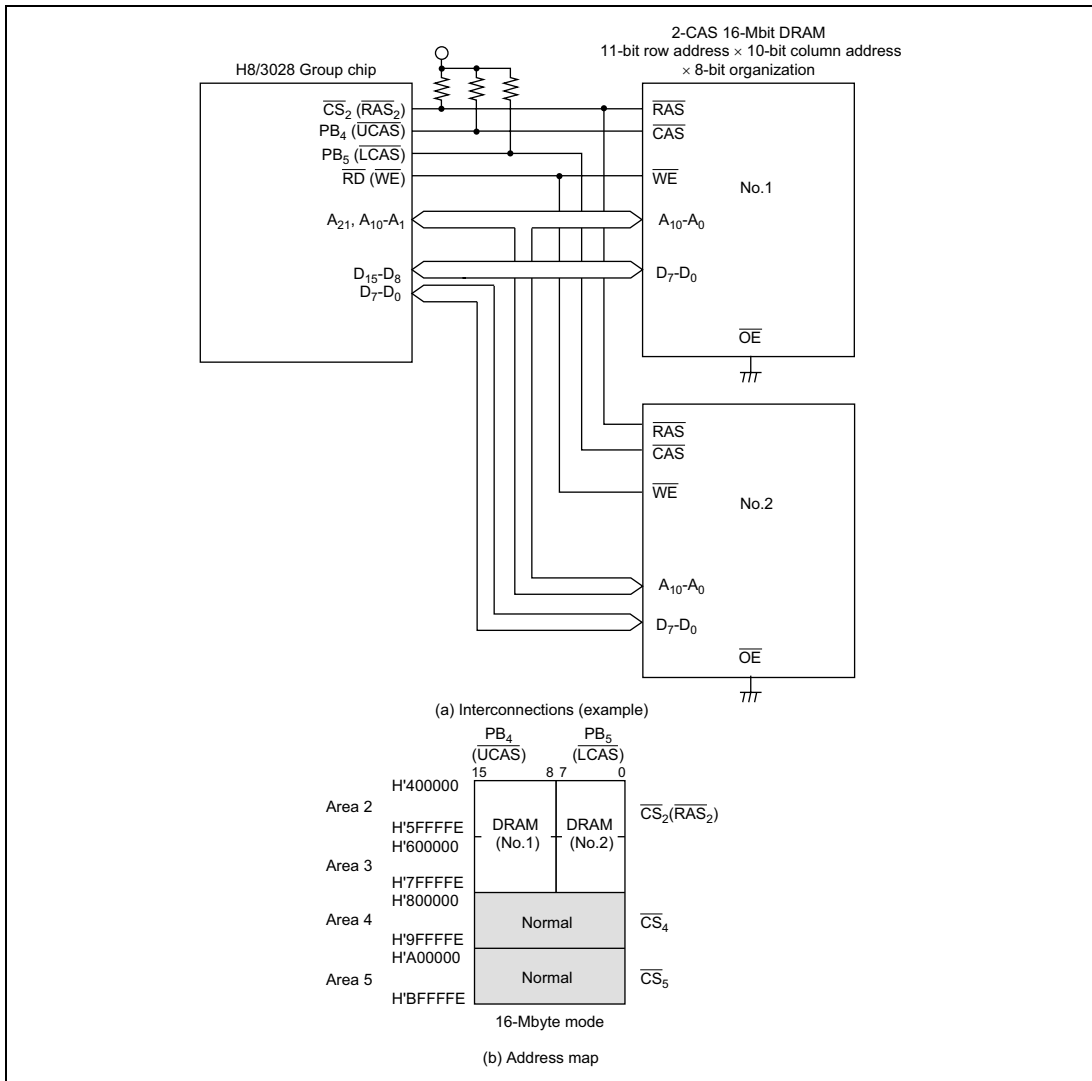 2-CAS 16-Mbit DRAM
11-bit row address × 10-bit column address
× 8-bit organization
H8/3028 Group chip
CS2 (RAS2)
PB4 (UCAS)
PB5 (LCAS)
RD (WE)
A21, A10-A1
D15-D8
D7-D0
RAS
CAS
WE
No.1
A10-A0
D7-D0
OE
RAS
CAS
WE
No.2
A10-A0
D7-D0
OE
(a) Interconnections (example)
PB4
(UCAS)
PB5
(LCAS)
15 8 7 0
Area 2
H'400000
H'5FFFFE
Area 3
H'600000
H'7FFFFE
Area 4
H'800000
H'9FFFFE
Area 5
H'A00000
H'BFFFFE
DRAM
(No.1)
DRAM
(No.2)
CS2(RAS2)
Normal
CS4
Normal
CS5
16-Mbyte mode
(b) Address map